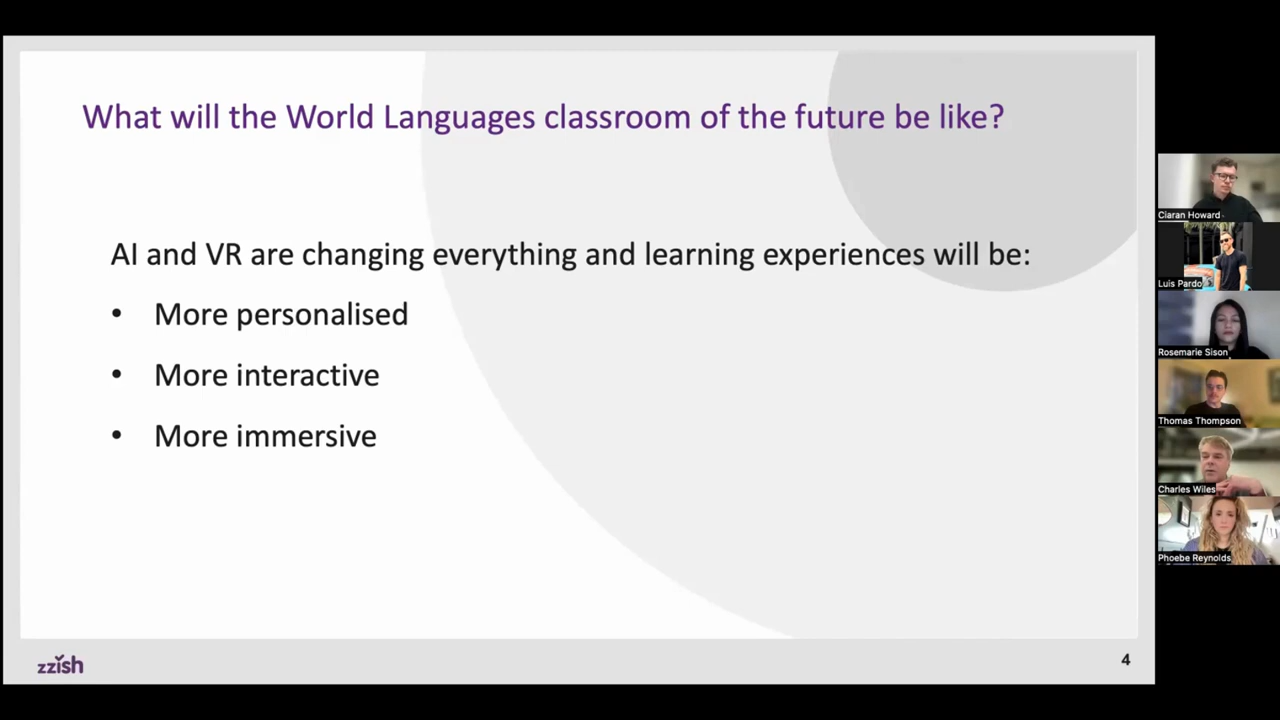 What will the World Languages classroom of the future be like?
AI and VR are changing everything and learning experiences will be:
• More personalised
• More interactive
• More immersive
zzish
4
Ciaran Howard
Luis Pardo
Rosemarie Sison
Thomas Thompson
Charles Wiles
Phoebe Reynolds